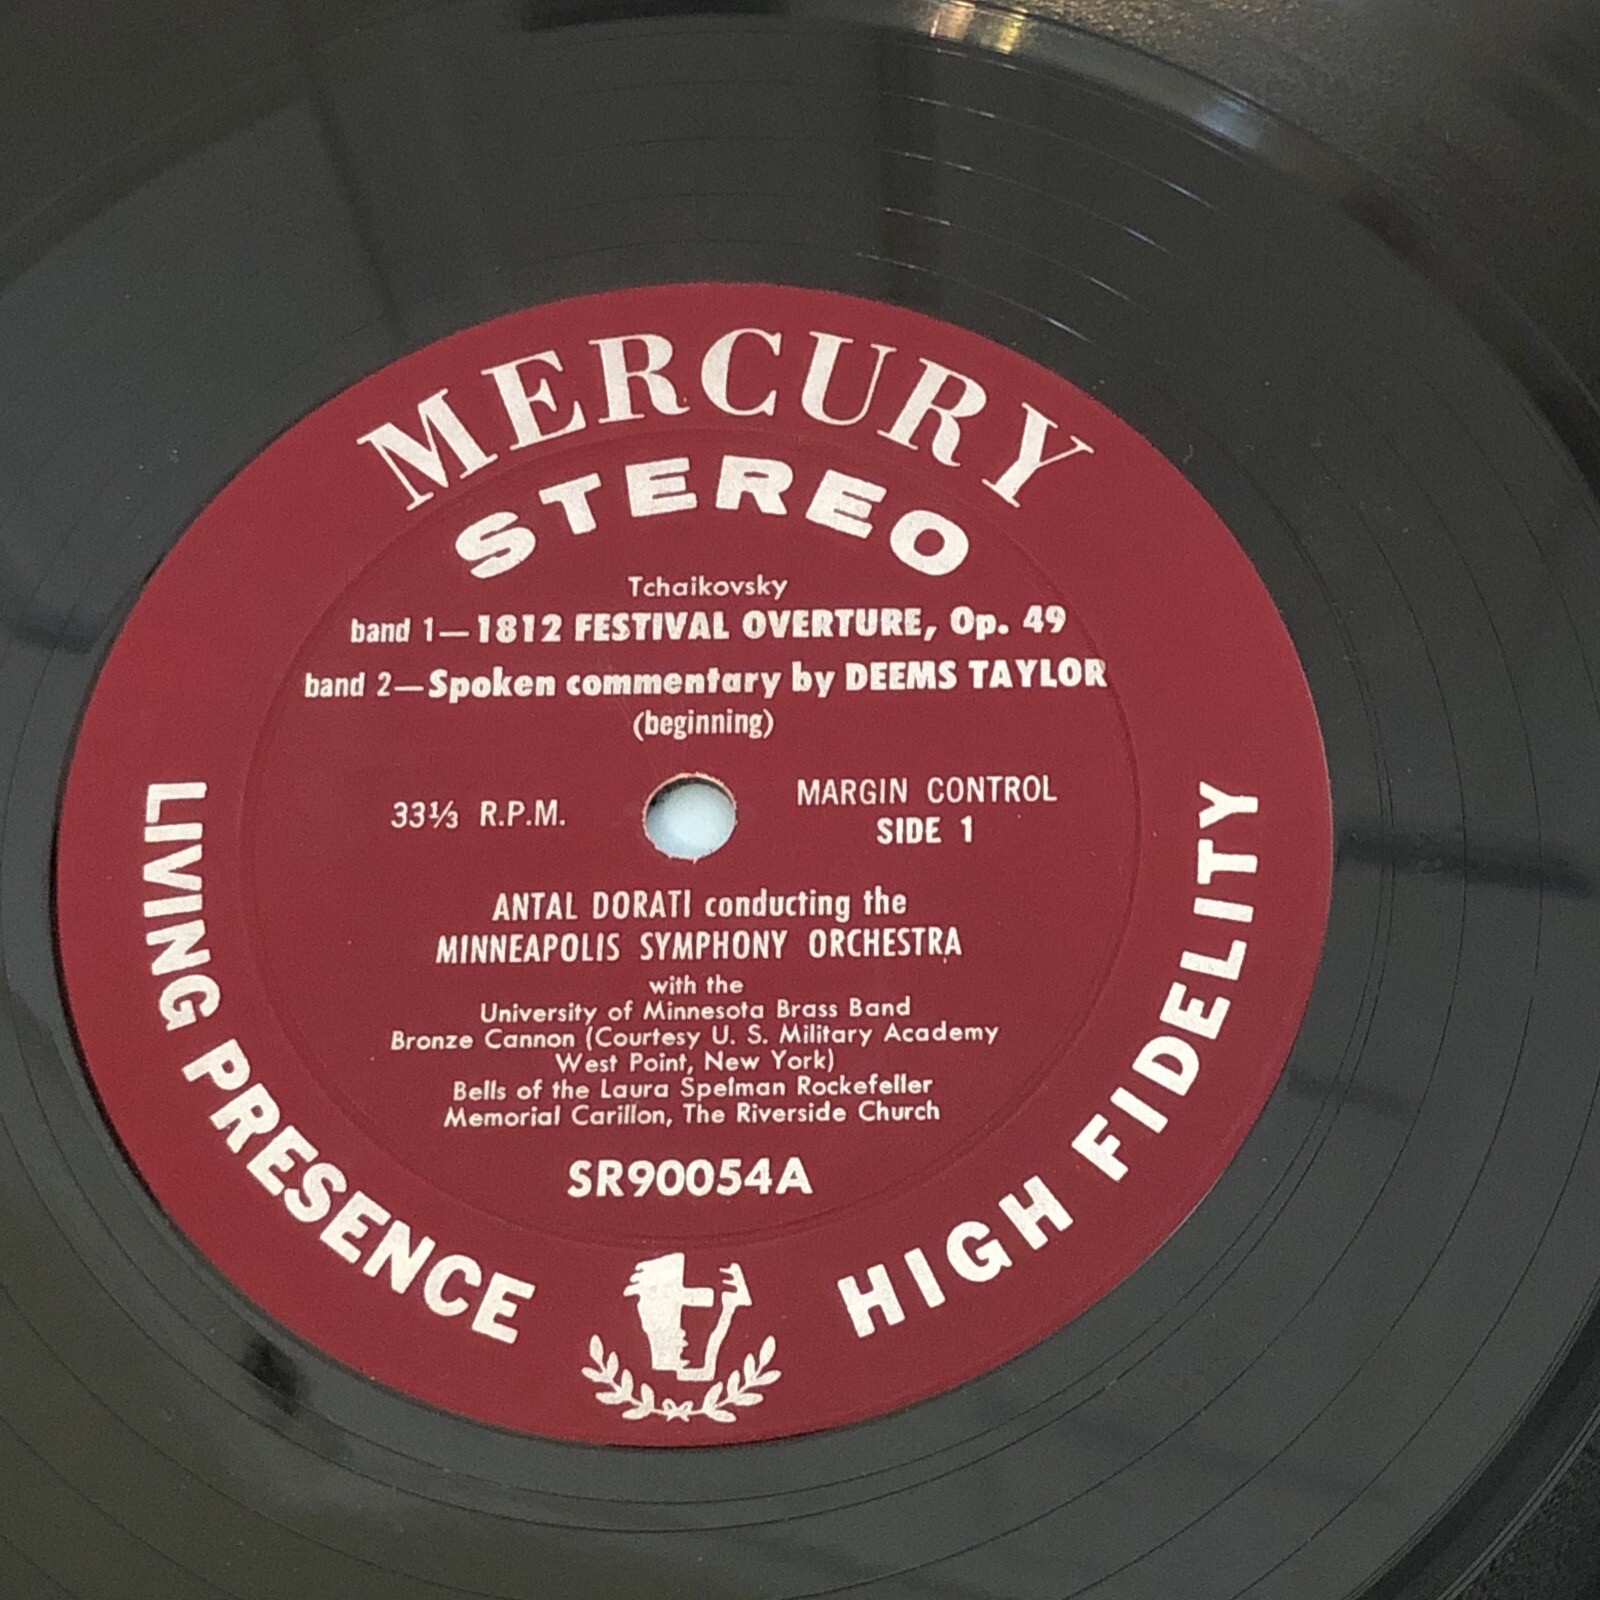 MERCURY
STEREO
Tchaikovsky
band 1—1812 FESTIVAL OVERTURE, Op. 49
band 2—Spoken commentary by DEEMS TAYLOR
(beginning)
33⅓ R.P.M.
MARGIN CONTROL
SIDE 1
ANTAL DORATI conducting the
MINNEAPOLIS SYMPHONY ORCHESTRA
with the
University of Minnesota Brass Band
Bronze Cannon (Courtesy U. S. Military Academy
West Point, New York)
Bells of the Laura Spelman Rockefeller
Memorial Carillon, The Riverside Church
SR90054A
LIVING PRESENCE
HIGH FIDELITY